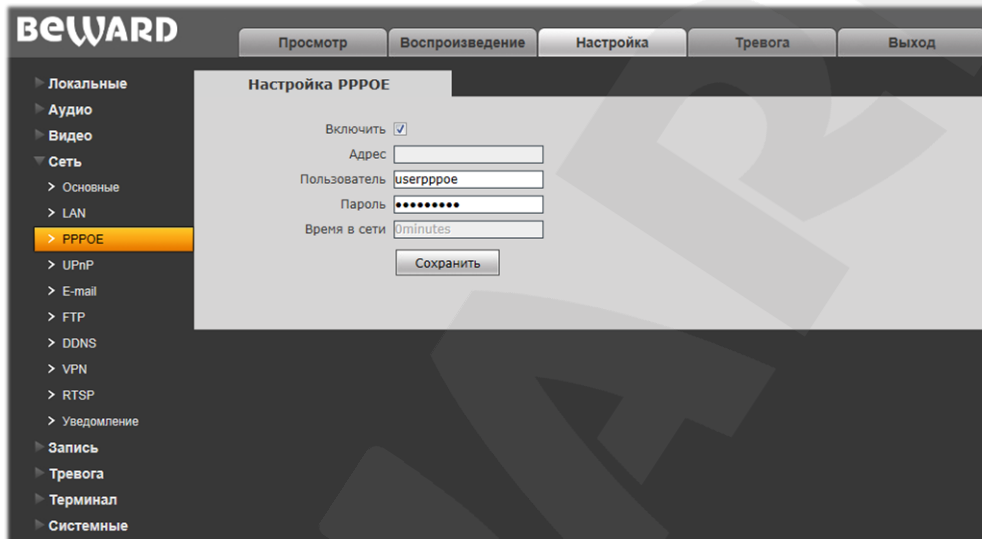 BEWARD
Просмотр Воспроизведение Настройка Тревога Выход
Локальные
Аудио
Видео
Сеть
> Основные
> LAN
> PPPOE
> UPnP
> E-mail
> FTP
> DDNS
> VPN
> RTSP
> Уведомление
Запись
Тревога
Терминал
Системные
Настройка PPPOE
Включить
Адрес
Пользователь userpppoe
Пароль •••••••••
Время в сети 0minutes
Сохранить